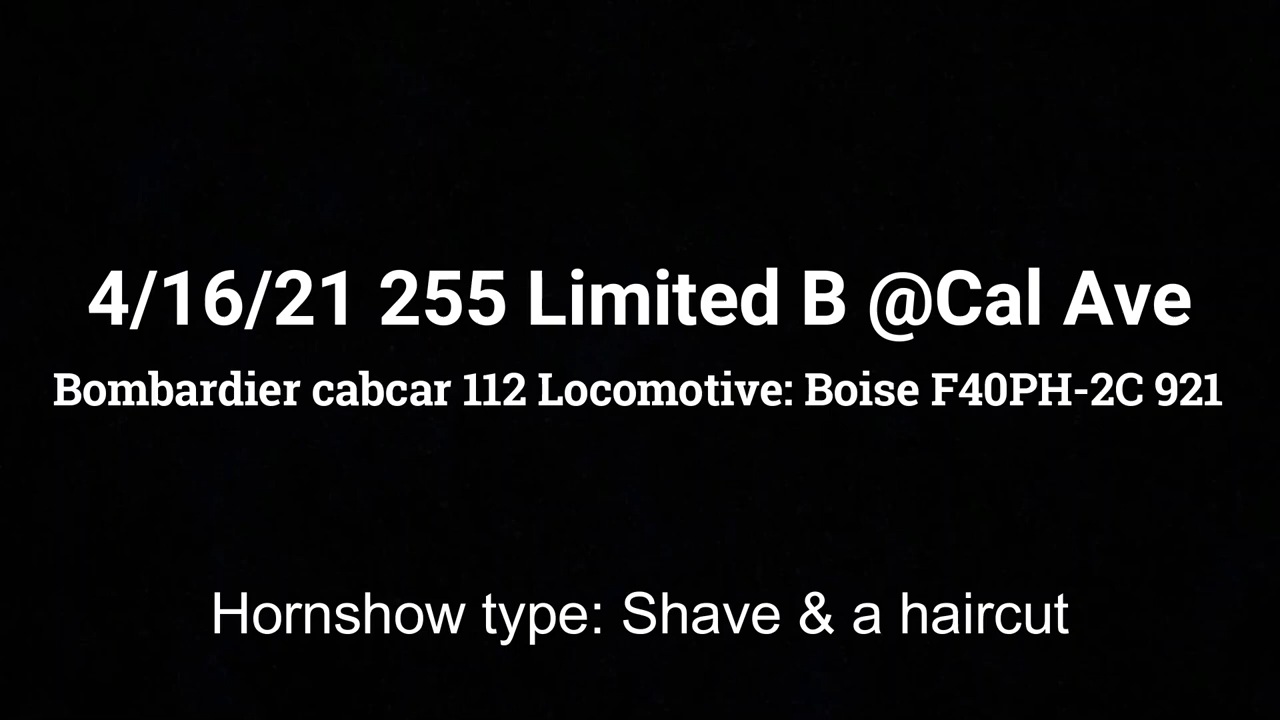 4/16/21 255 Limited B @Cal Ave
Bombardier cabcar 112 Locomotive: Boise F40PH-2C 921
Hornshow type: Shave & a haircut